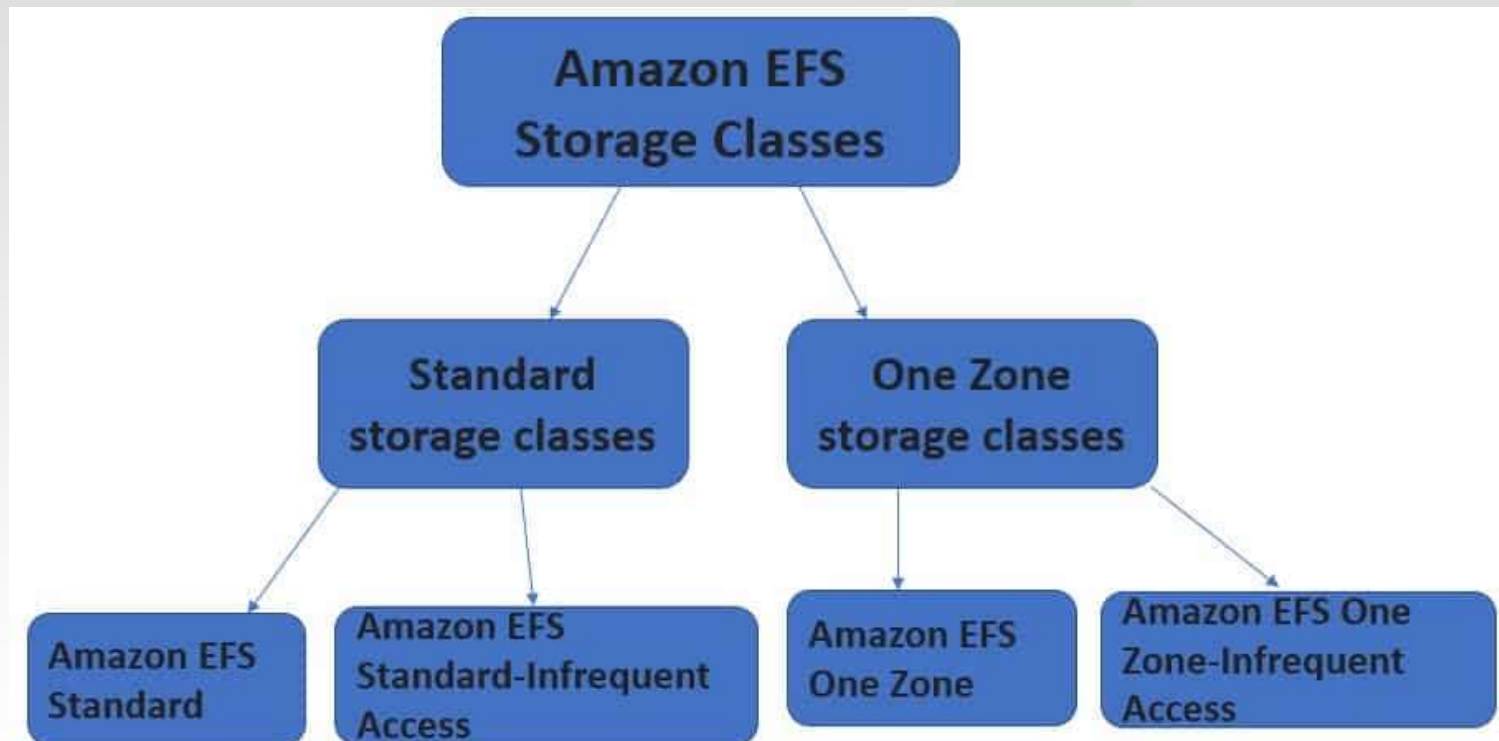 Amazon EFS
Storage Classes
Standard
storage classes
One Zone
storage classes
Amazon EFS
Standard
Amazon EFS
Standard-Infrequent
Access
Amazon EFS
One Zone
Amazon EFS One
Zone-Infrequent
Access